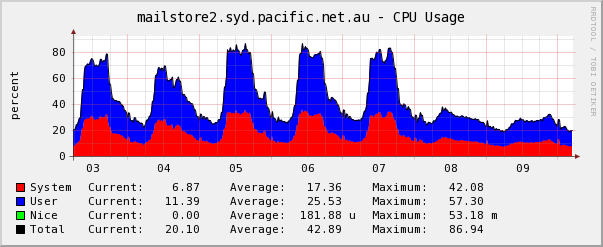 mailstore2.syd.pacific.net.au - CPU Usage
RRDTOOL / TOBI OETIKER
percent
80
60
40
20
0
03 04 05 06 07 08 09
System Current: 6.87 Average: 17.36 Maximum: 42.08
User Current: 11.39 Average: 25.53 Maximum: 57.30
Nice Current: 0.00 Average: 181.88 u Maximum: 53.18 m
Total Current: 20.10 Average: 42.89 Maximum: 86.94